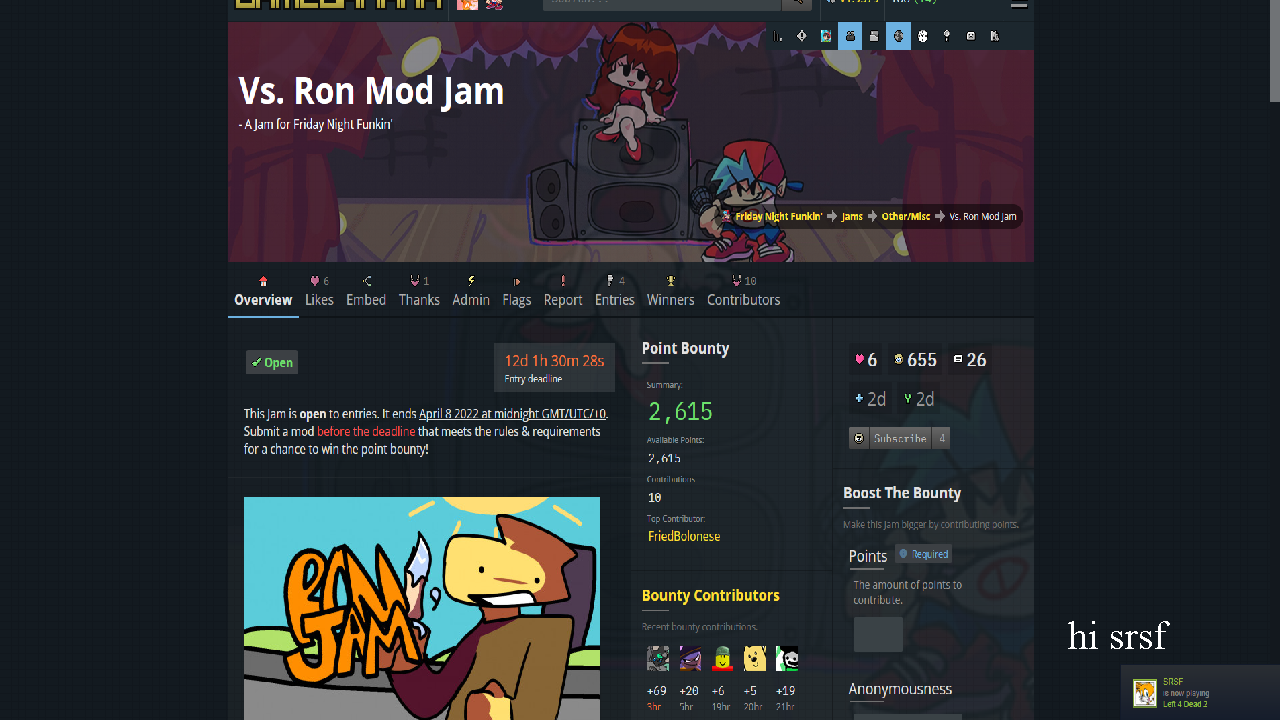 Vs. Ron Mod Jam
- A Jam for Friday Night Funkin'
Friday Night Funkin' Jams Other/Misc Vs. Ron Mod Jam
6 1 4 10
Overview Likes Embed Thanks Admin Flags Report Entries Winners Contributors
Open
12d 1h 30m 28s
Entry deadline
This Jam is open to entries. It ends April 8 2022 at midnight GMT/UTC/±0.
Submit a mod before the deadline that meets the rules & requirements
for a chance to win the point bounty!
RON
JAM
Point Bounty
Summary:
2,615
Available Points:
2,615
Contributions:
10
Top Contributor:
FriedBolonese
Bounty Contributors
Recent bounty contributions.
+69 +20 +6 +5 +19
3hr 5hr 19hr 20hr 21hr
6 655 26
2d 2d
Subscribe 4
Boost The Bounty
Make this Jam bigger by contributing points.
Points Required
The amount of points to
contribute.
Anonymousness
hi srsf
SRSF
is now playing
Left 4 Dead 2